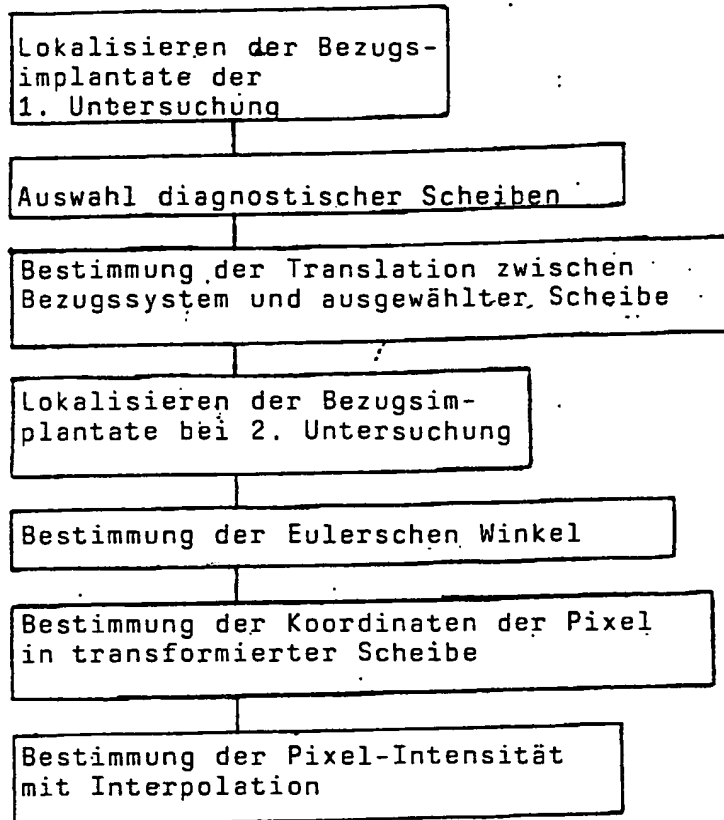 Lokalisieren der Bezugs-
implantate der
1. Untersuchung
Auswahl diagnostischer Scheiben
Bestimmung der Translation zwischen
Bezugssystem und ausgewählter Scheibe
Lokalisieren der Bezugsim-
plantate bei 2. Untersuchung
Bestimmung der Eulerschen Winkel
Bestimmung der Koordinaten der Pixel
in transformierter Scheibe
Bestimmung der Pixel-Intensität
mit Interpolation